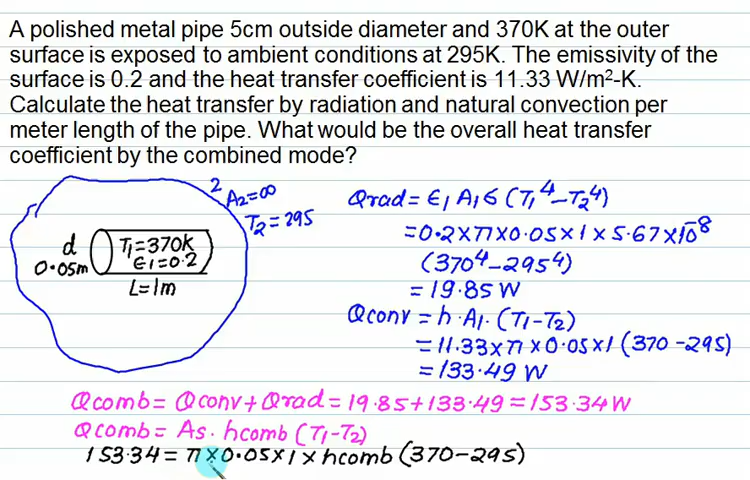 A polished metal pipe 5cm outside diameter and 370K at the outer
surface is exposed to ambient conditions at 295K. The emissivity of the
surface is 0.2 and the heat transfer coefficient is 11.33 W/m²-K.
Calculate the heat transfer by radiation and natural convection per
meter length of the pipe. What would be the overall heat transfer
coefficient by the combined mode?
2
A2=∞
T2=295
d
0.05m
T1=370k
ε1=0.2
L=1m
Qrad = ε1 A1 σ (T1⁴-T2⁴)
=0.2×π×0.05×1×5.67×10⁻⁸
(370⁴-295⁴)
= 19.85 W
Qconv = h.A1.(T1-T2)
=11.33×π×0.05×1(370-295)
=133.49 W
Qcomb= Qconv+Qrad=19.85+133.49=153.34W
Qcomb= As.hcomb(T1-T2)
153.34= π×0.05×1×hcomb(370-295)